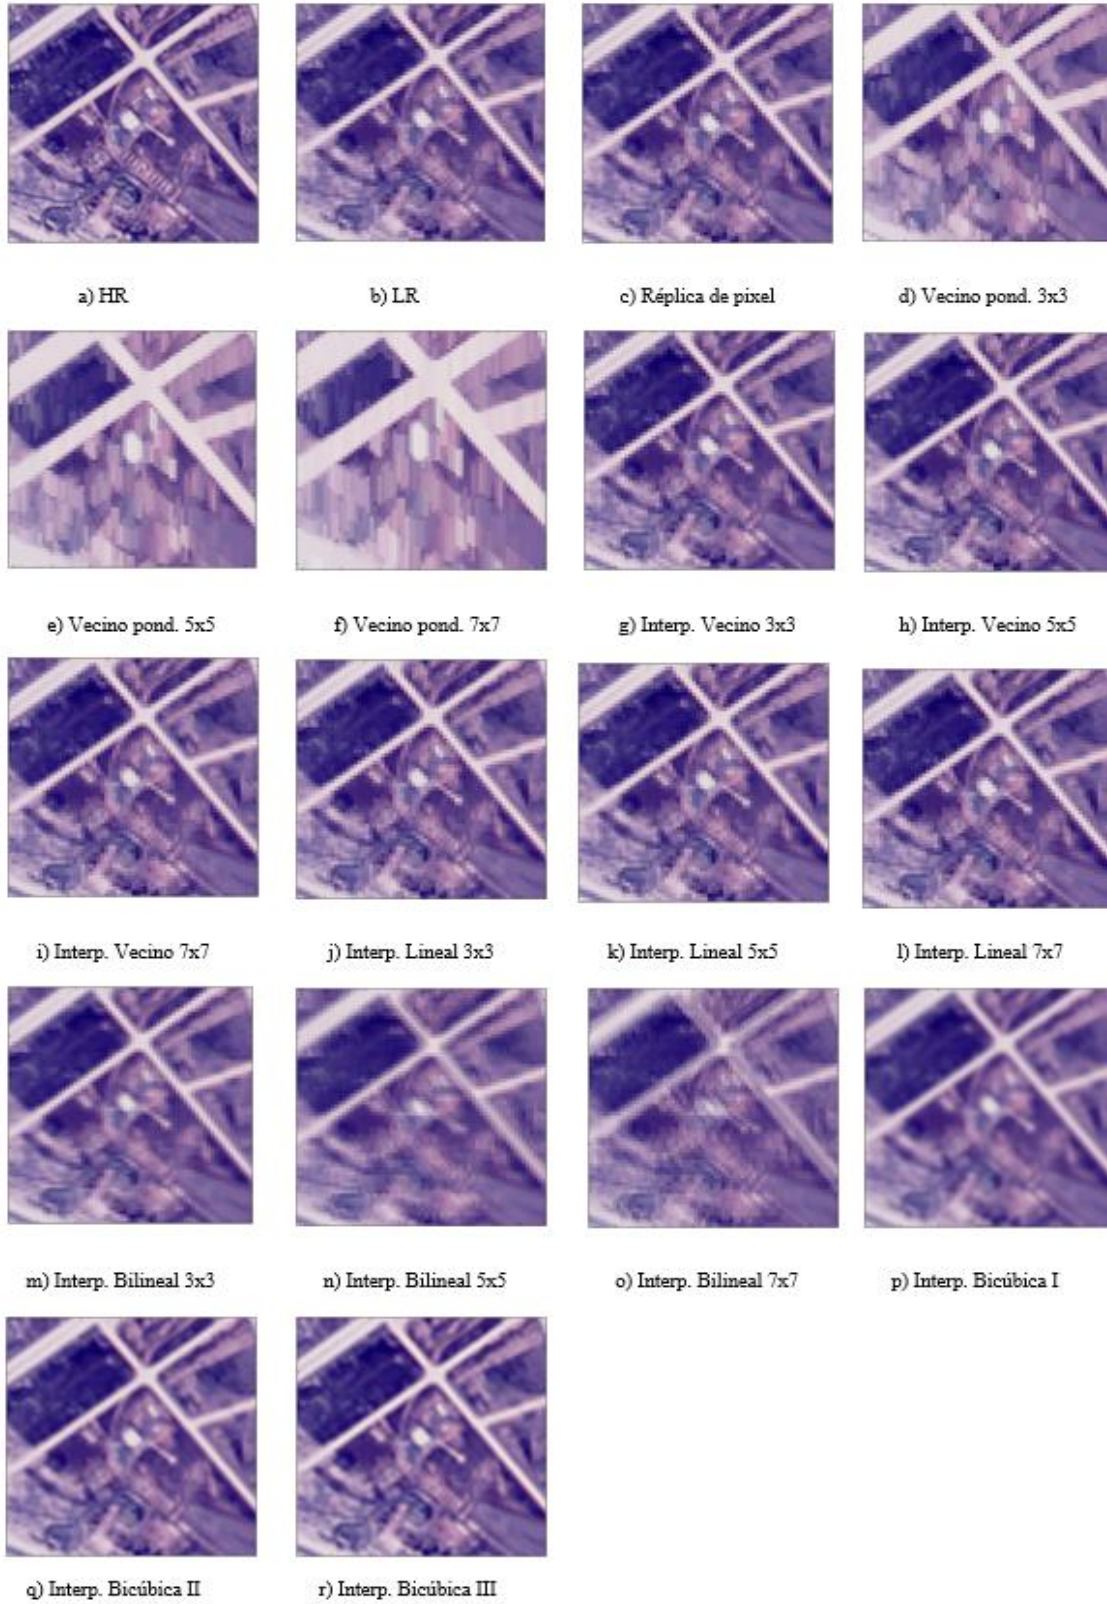 a) HR
b) LR
c) Réplica de pixel
d) Vecino pond. 3x3
e) Vecino pond. 5x5
f) Vecino pond. 7x7
g) Interp. Vecino 3x3
h) Interp. Vecino 5x5
i) Interp. Vecino 7x7
j) Interp. Lineal 3x3
k) Interp. Lineal 5x5
l) Interp. Lineal 7x7
m) Interp. Bilineal 3x3
n) Interp. Bilineal 5x5
o) Interp. Bilineal 7x7
p) Interp. Bicúbica I
q) Interp. Bicúbica II
r) Interp. Bicúbica III